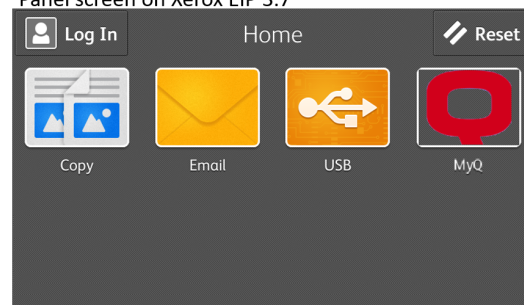 Panel screen on Xerox EIP 3.7
Log In Home Reset
Copy Email USB MyQ